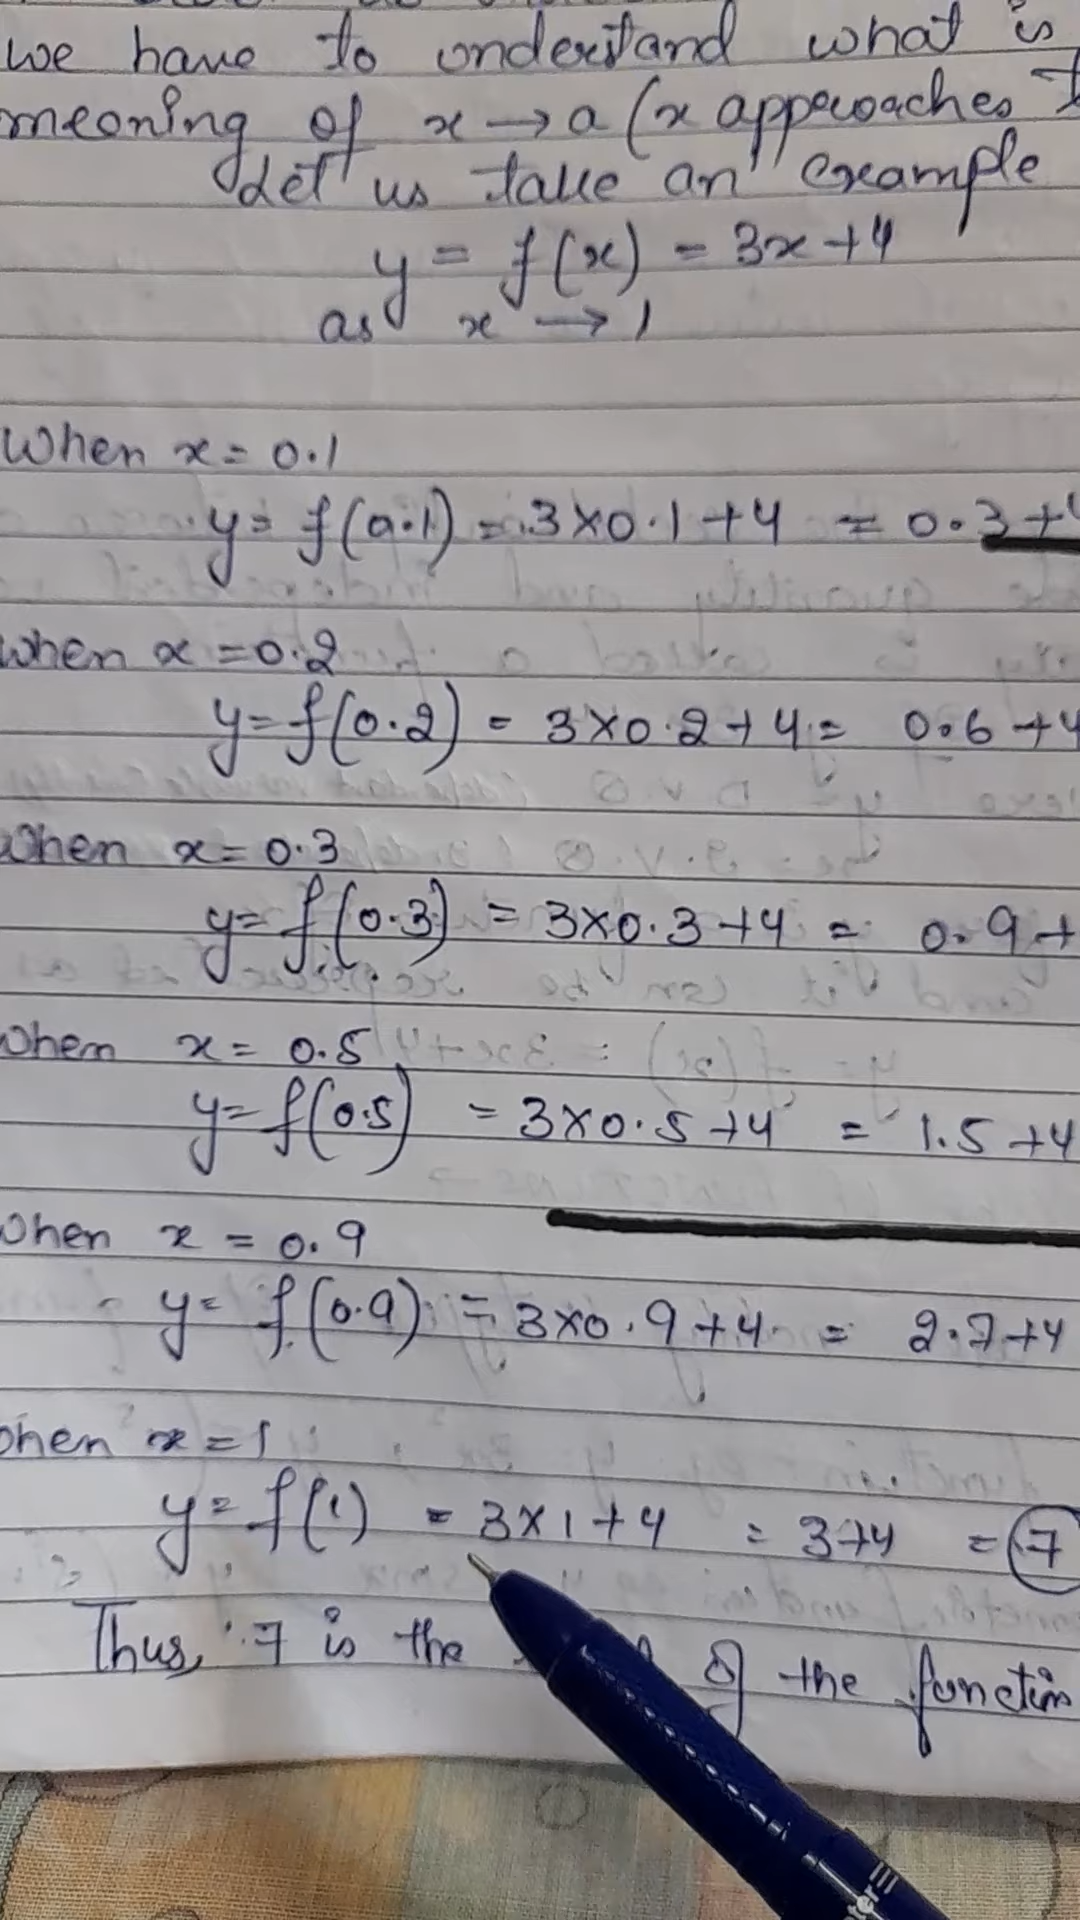 we have to understand what is
meaning of x → a (x approaches
Let us take an example
y = f(x) = 3x+4
as x → 1
When x = 0.1
y = f(0.1) = 3×0.1+4 = 0.3+4
When x = 0.2
y = f(0.2) = 3×0.2+4 = 0.6+4
When x = 0.3
y = f(0.3) = 3×0.3+4 = 0.9+
When x = 0.5
y = f(0.5) = 3×0.5+4 = 1.5+4
When x = 0.9
y = f(0.9) = 3×0.9+4 = 2.7+4
When x = 1
y = f(1) = 3×1+4 = 3+4 = 7
Thus, 7 is the of the function